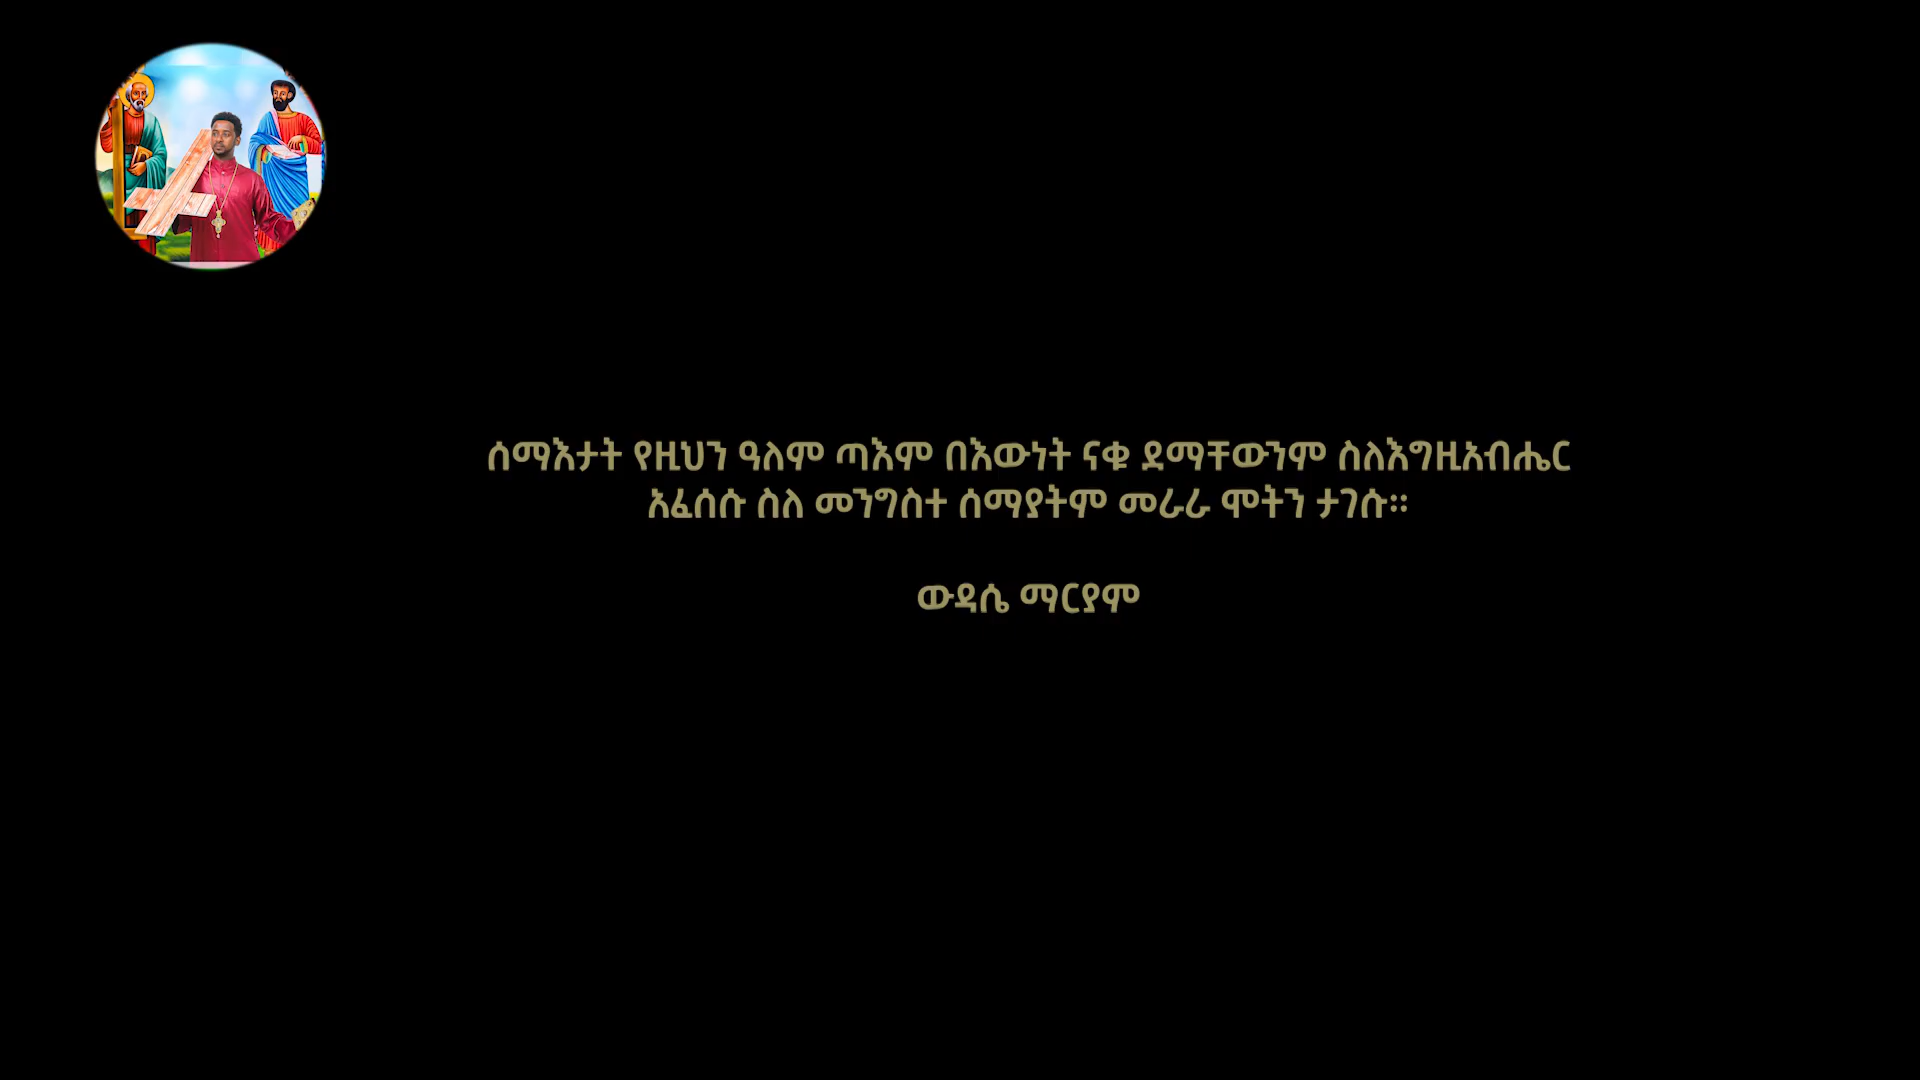 ሰማእታት የዚህን ዓለም ጣእም በእውነት ናቁ ደማቸውንም ስለእግዚአብሔር
አፈሰሱ ስለ መንግስተ ሰማያትም መራራ ሞትን ታገሱ።
ውዳሴ ማርያም